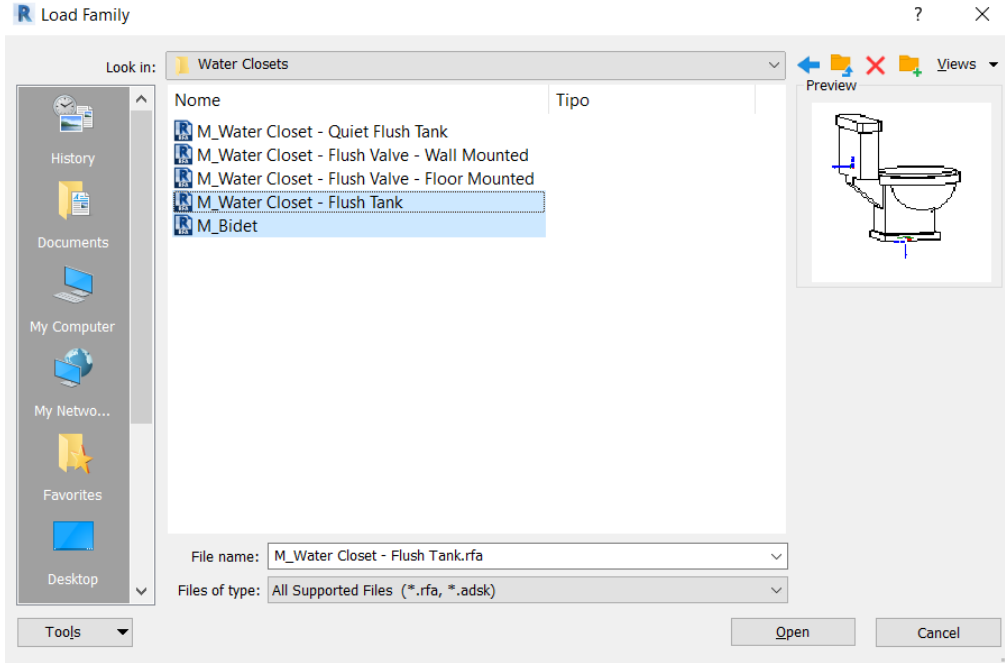 Load Family
?
Look in:
Water Closets
Views
Nome
Tipo
Preview
M_Water Closet - Quiet Flush Tank
M_Water Closet - Flush Valve - Wall Mounted
M_Water Closet - Flush Valve - Floor Mounted
M_Water Closet - Flush Tank
M_Bidet
History
Documents
My Computer
My Netwo...
Favorites
Desktop
File name:
M_Water Closet - Flush Tank.rfa
Files of type:
All Supported Files (*.rfa, *.adsk)
Tools
Open
Cancel